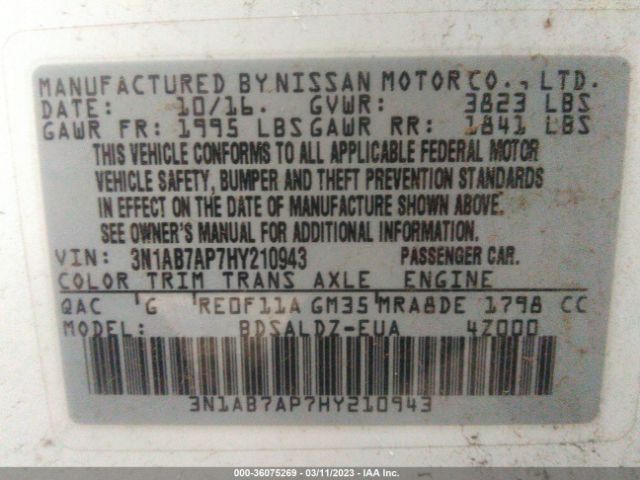 MANUFACTURED BY NISSAN MOTOR CO., LTD.
DATE: 10/16. GVWR: 3823 LBS
GAWR FR: 1995 LBS GAWR RR: 1841 LBS
THIS VEHICLE CONFORMS TO ALL APPLICABLE FEDERAL MOTOR
VEHICLE SAFETY, BUMPER AND THEFT PREVENTION STANDARDS
IN EFFECT ON THE DATE OF MANUFACTURE SHOWN ABOVE.
SEE OWNER'S MANUAL FOR ADDITIONAL INFORMATION.
VIN: 3N1AB7AP7HY210943 PASSENGER CAR.
COLOR TRIM TRANS AXLE ENGINE
QAC G RE0F11A GM35 MRA8DE 1798 CC
MODEL: BDSALDZ-EUA 4Z000
3N1AB7AP7HY210943
000-36075269 - 03/11/2023 - IAA Inc.